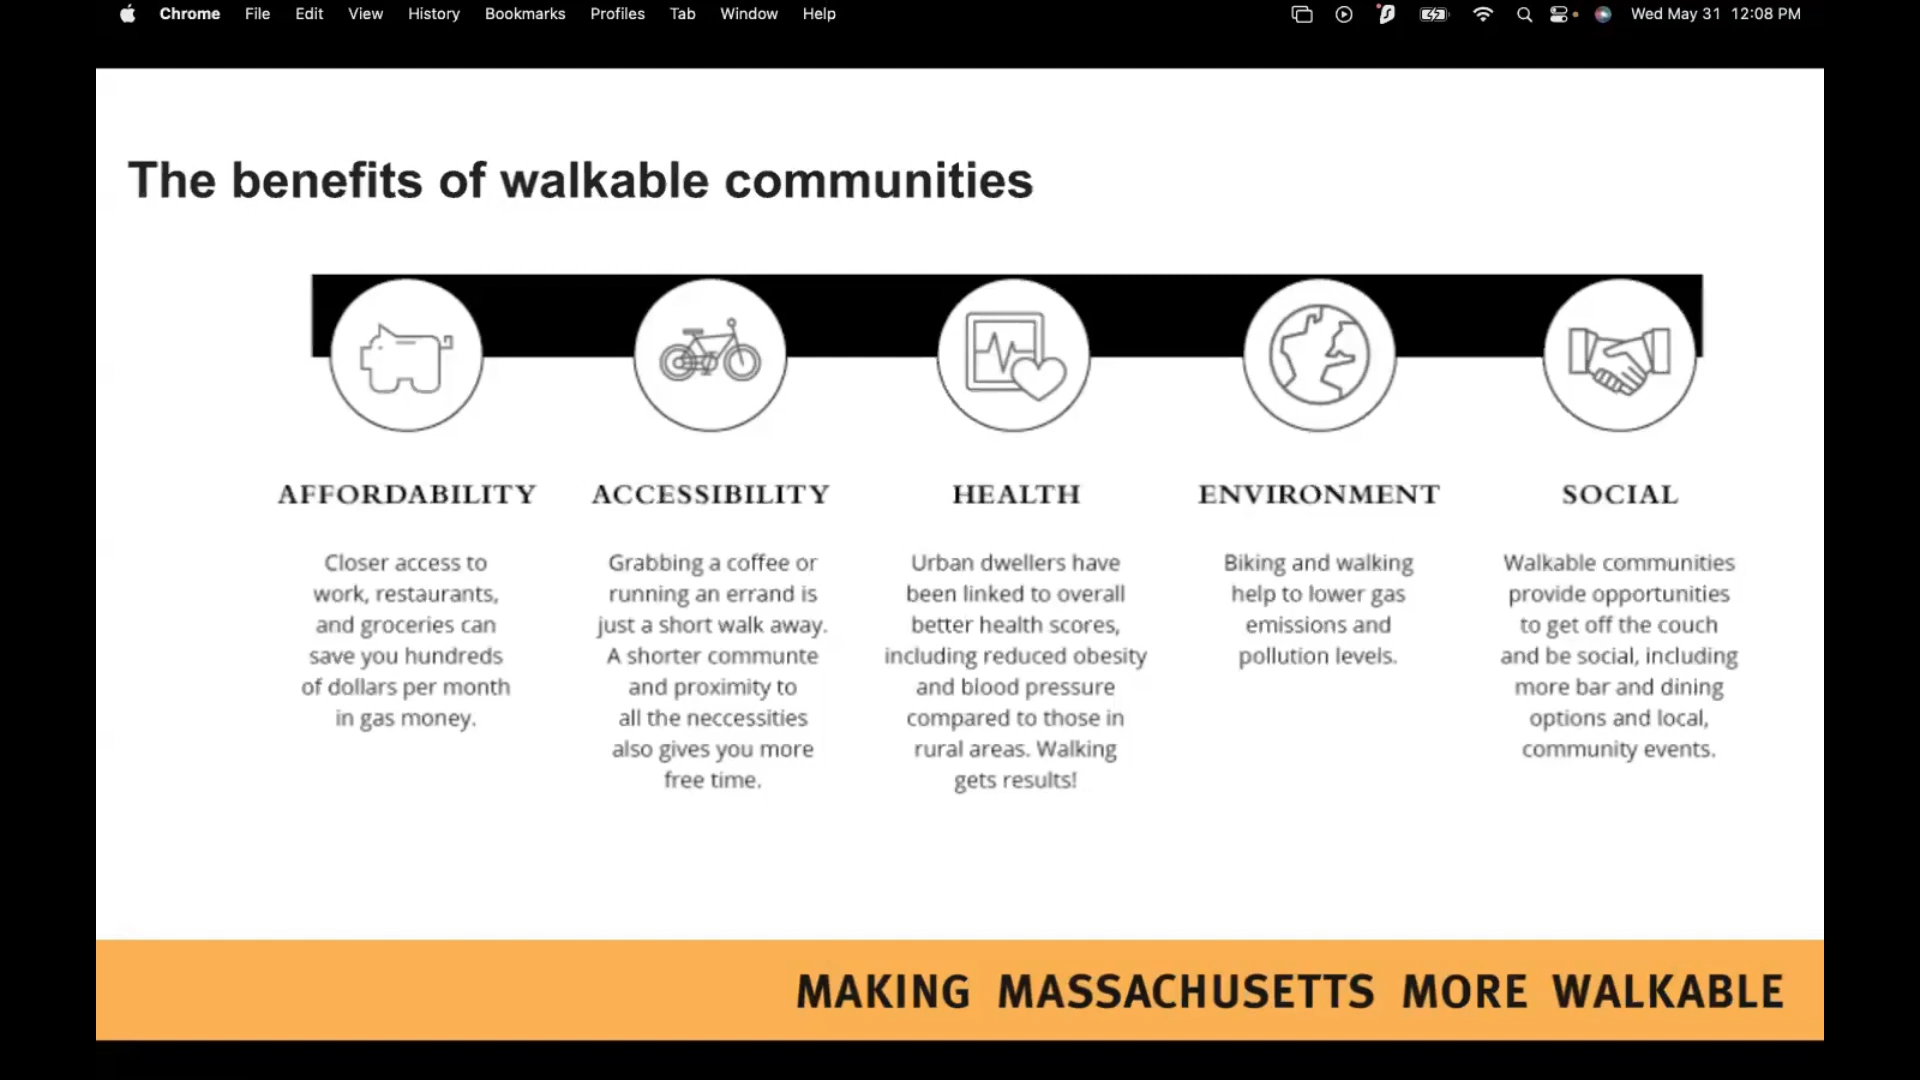 Chrome File Edit View History Bookmarks Profiles Tab Window Help Wed May 31 12:08 PM
The benefits of walkable communities
AFFORDABILITY
Closer access to
work, restaurants,
and groceries can
save you hundreds
of dollars per month
in gas money.
ACCESSIBILITY
Grabbing a coffee or
running an errand is
just a short walk away.
A shorter communte
and proximity to
all the neccessities
also gives you more
free time.
HEALTH
Urban dwellers have
been linked to overall
better health scores,
including reduced obesity
and blood pressure
compared to those in
rural areas. Walking
gets results!
ENVIRONMENT
Biking and walking
help to lower gas
emissions and
pollution levels.
SOCIAL
Walkable communities
provide opportunities
to get off the couch
and be social, including
more bar and dining
options and local,
community events.
MAKING MASSACHUSETTS MORE WALKABLE